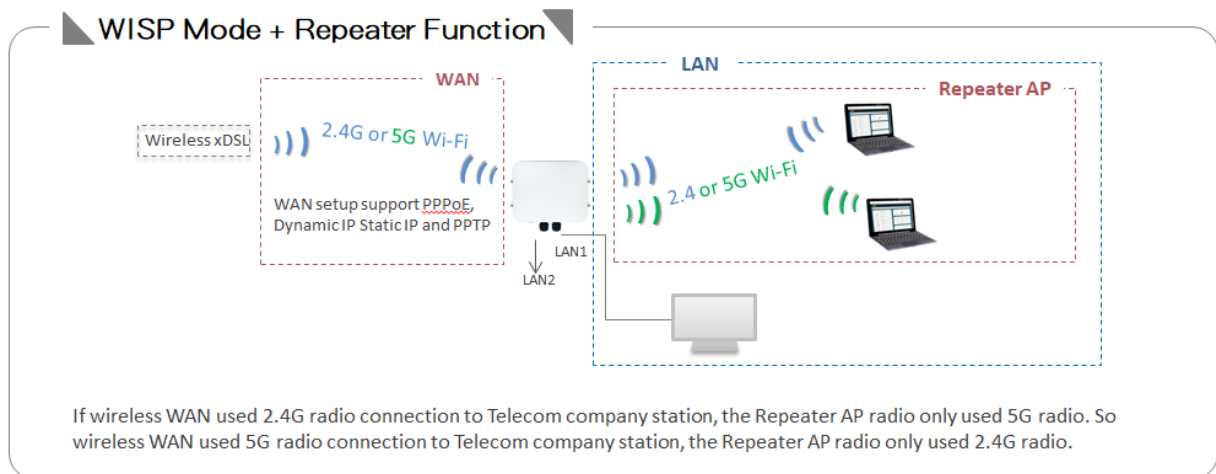 WISP Mode + Repeater Function
LAN
WAN
Repeater AP
Wireless xDSL
2.4G or 5G Wi-Fi
2.4 or 5G Wi-Fi
WAN setup support PPPoE,
Dynamic IP Static IP and PPTP
LAN1
LAN2
If wireless WAN used 2.4G radio connection to Telecom company station, the Repeater AP radio only used 5G radio. So
wireless WAN used 5G radio connection to Telecom company station, the Repeater AP radio only used 2.4G radio.